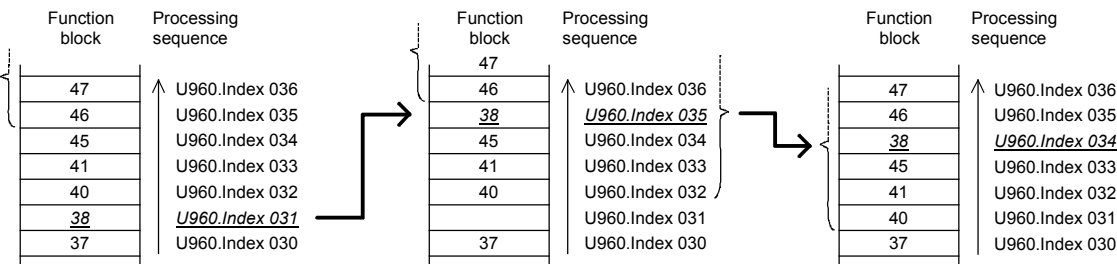 Function block Processing sequence
47 U960.Index 036
46 U960.Index 035
45 U960.Index 034
41 U960.Index 033
40 U960.Index 032
38 U960.Index 031
37 U960.Index 030
Function block Processing sequence
47
46 U960.Index 036
38 U960.Index 035
45 U960.Index 034
41 U960.Index 033
40 U960.Index 032
U960.Index 031
37 U960.Index 030
Function block Processing sequence
47 U960.Index 036
46 U960.Index 035
38 U960.Index 034
45 U960.Index 033
41 U960.Index 032
40 U960.Index 031
37 U960.Index 030